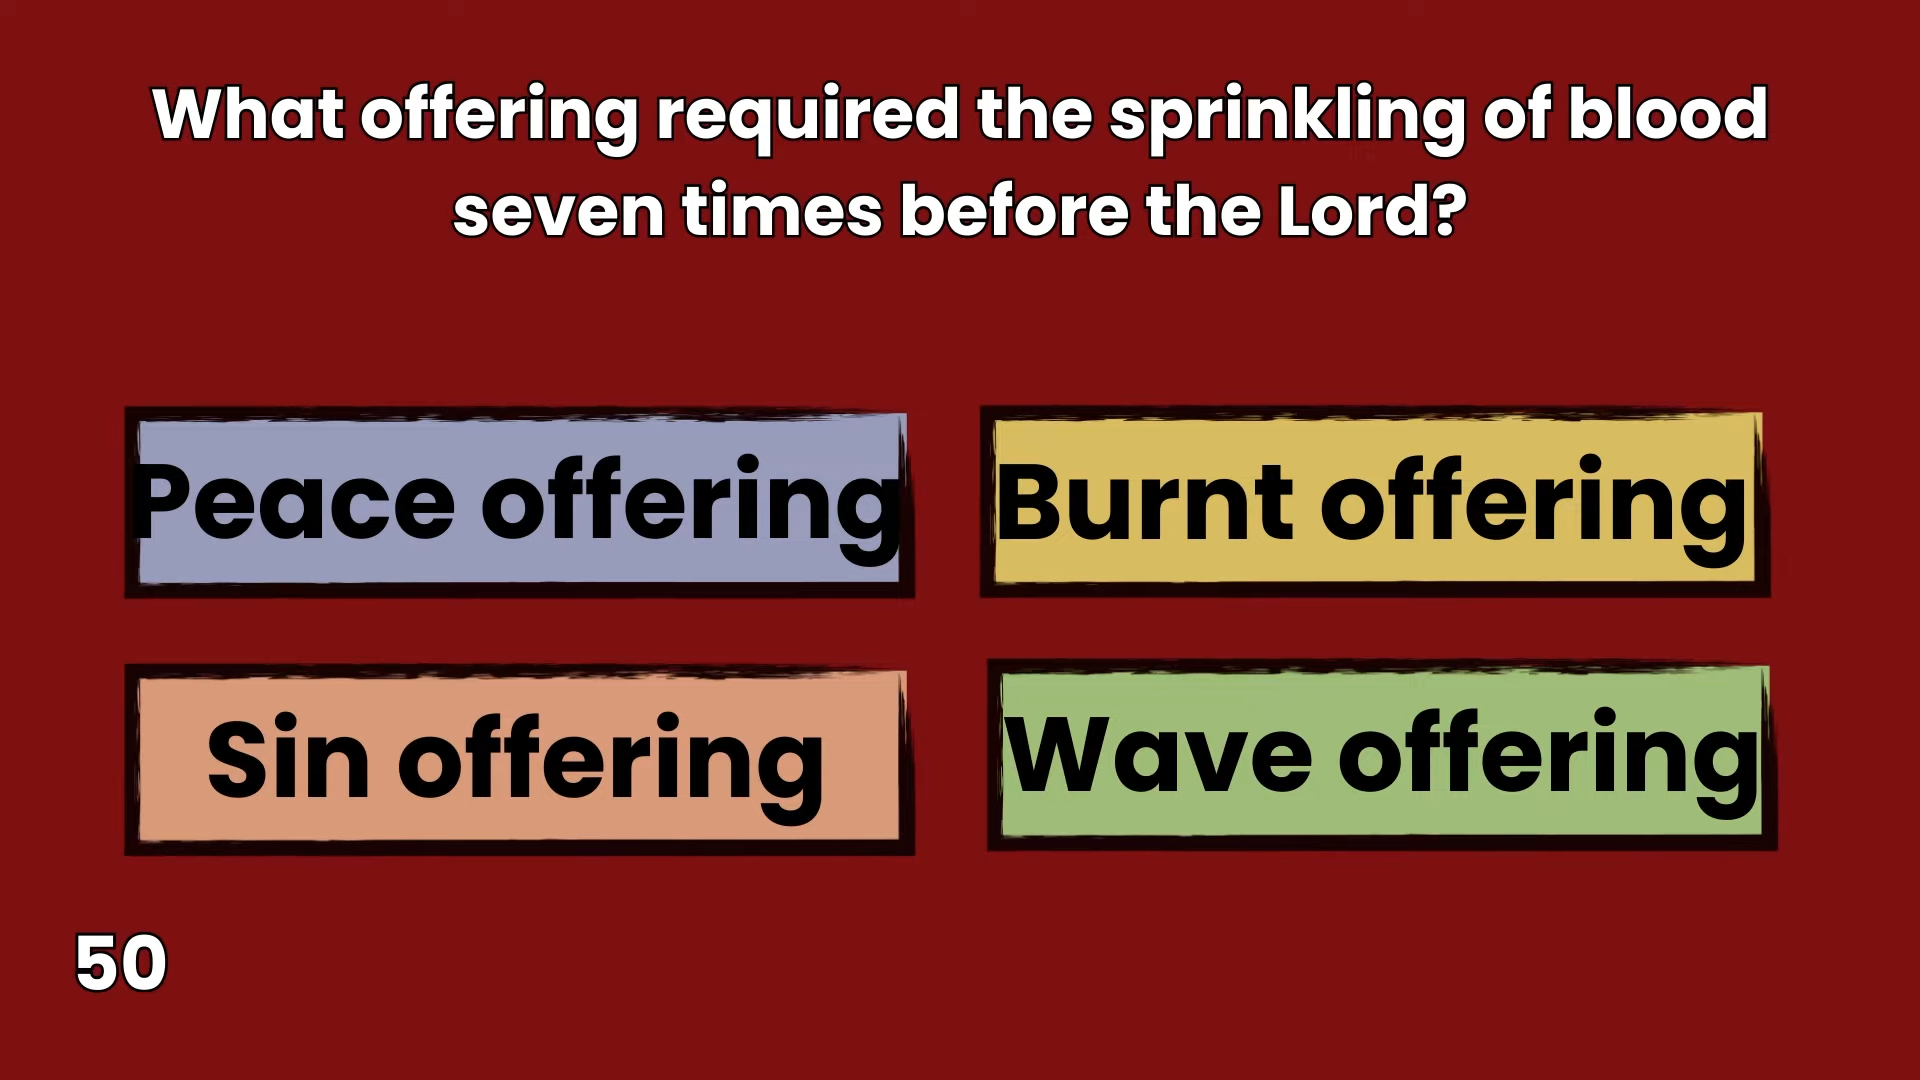 What offering required the sprinkling of blood
seven times before the Lord?
Peace offering
Burnt offering
Sin offering
Wave offering
50